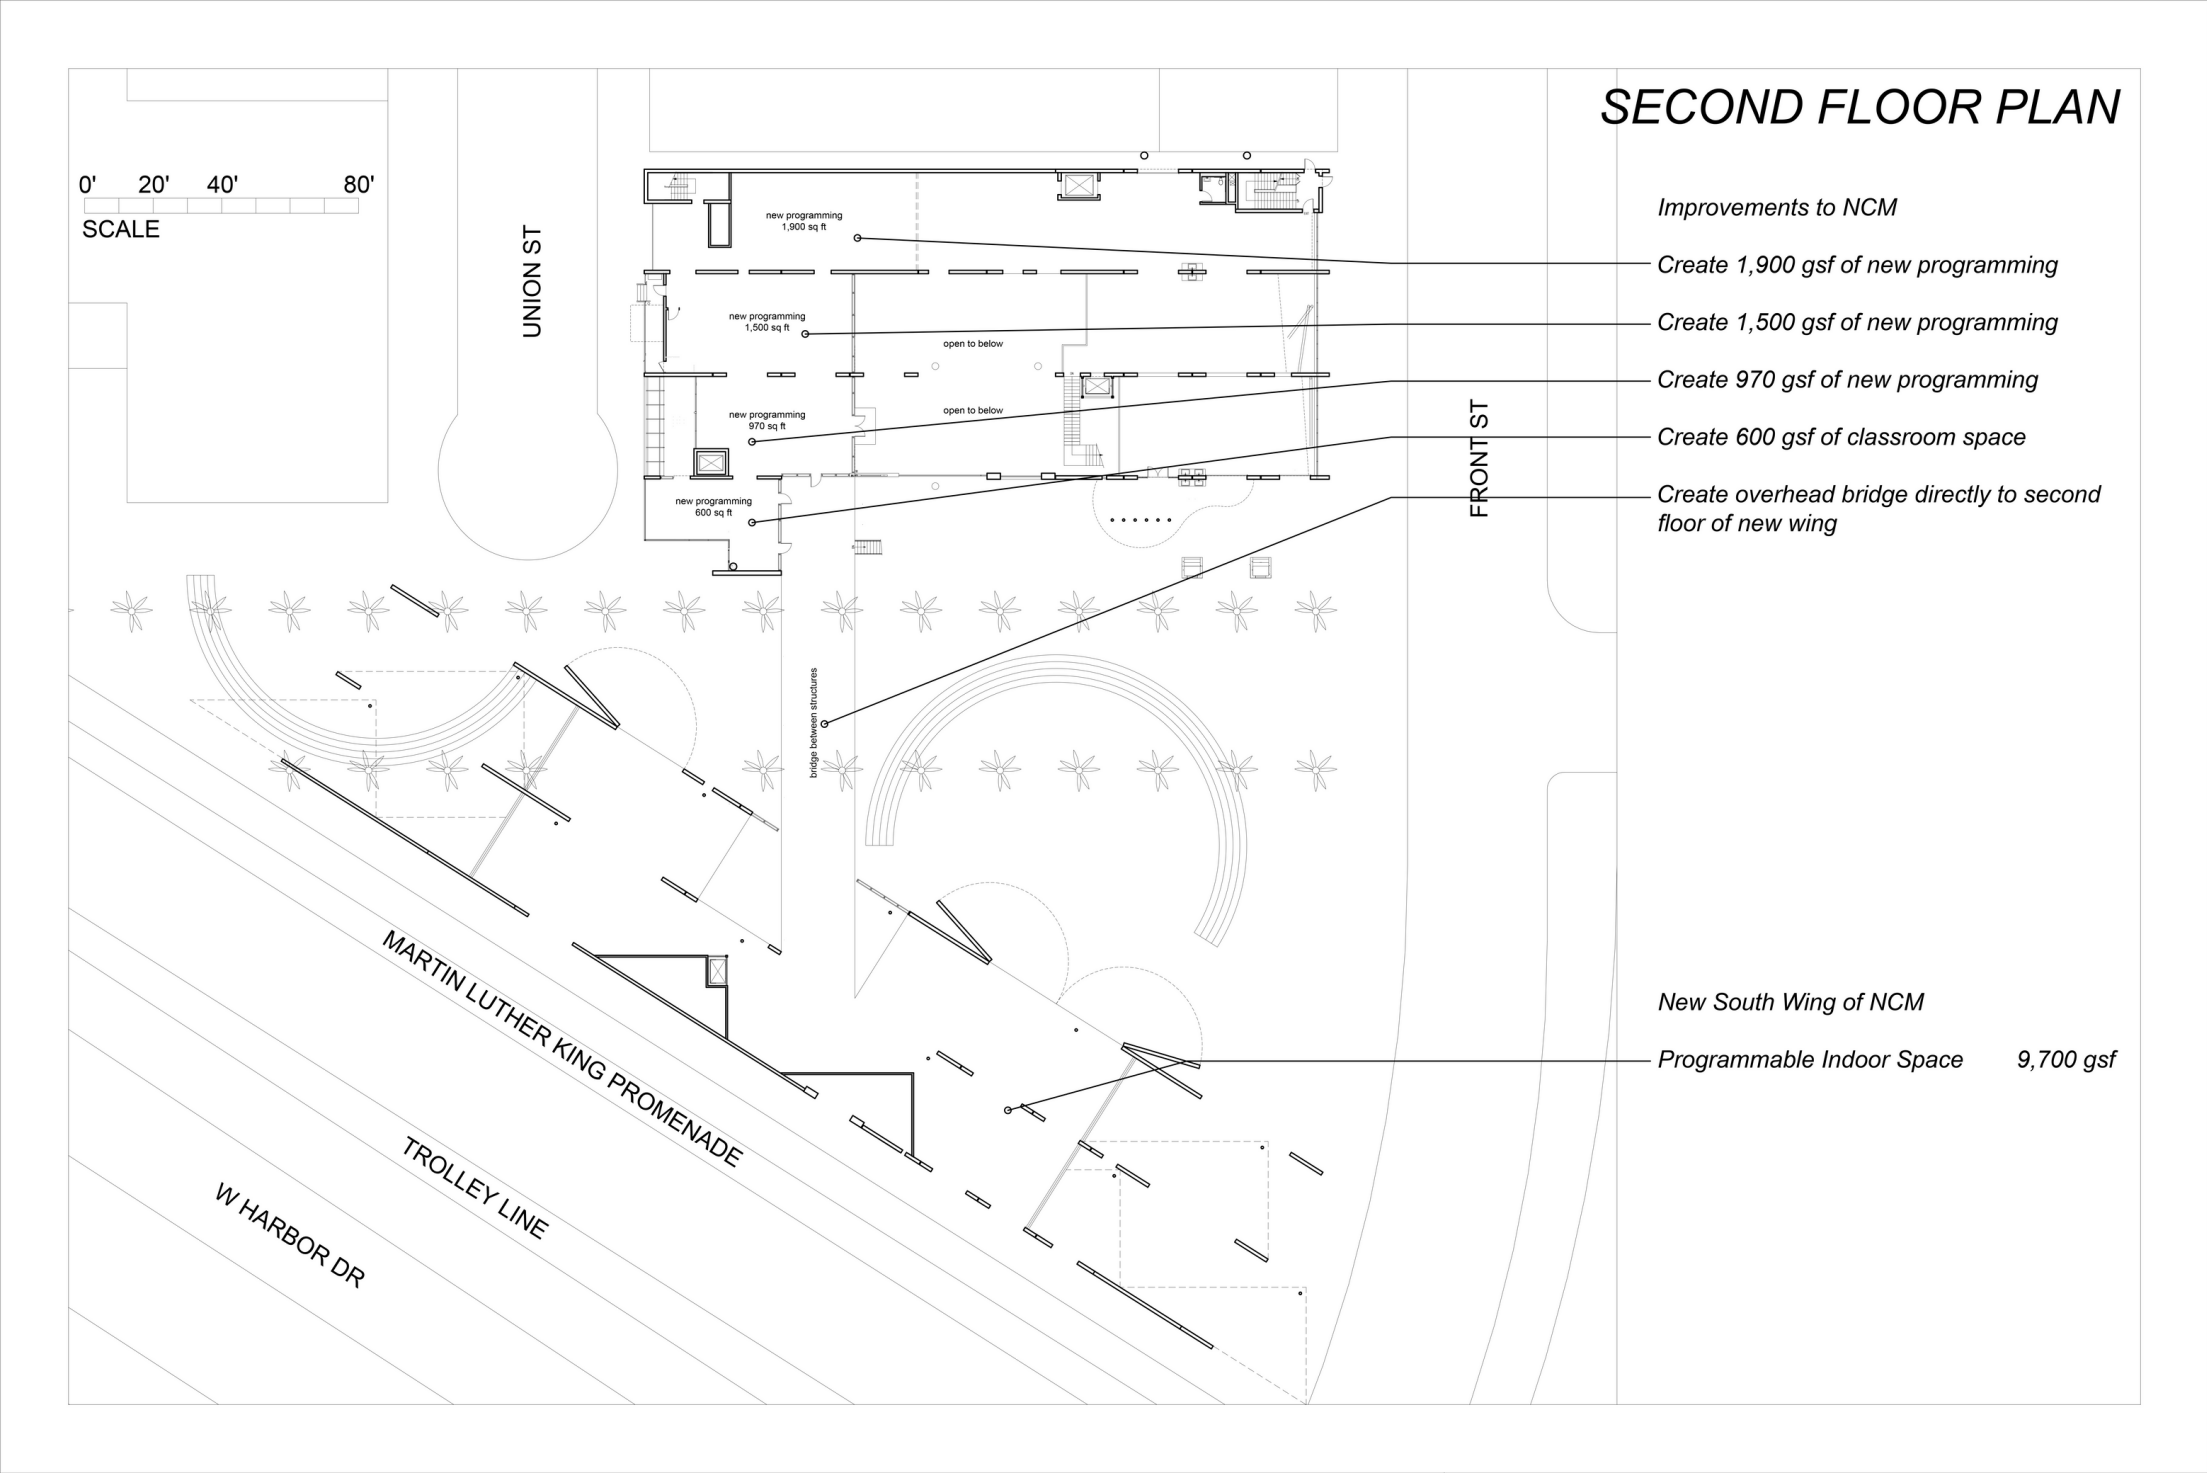 SECOND FLOOR PLAN
0' 20' 40' 80'
SCALE
UNION ST
FRONT ST
new programming
1,900 sq ft
new programming
1,500 sq ft
open to below
new programming
970 sq ft
open to below
new programming
600 sq ft
bridge between structures
Improvements to NCM
Create 1,900 gsf of new programming
Create 1,500 gsf of new programming
Create 970 gsf of new programming
Create 600 gsf of classroom space
Create overhead bridge directly to second
floor of new wing
New South Wing of NCM
Programmable Indoor Space 9,700 gsf
MARTIN LUTHER KING PROMENADE
TROLLEY LINE
W HARBOR DR